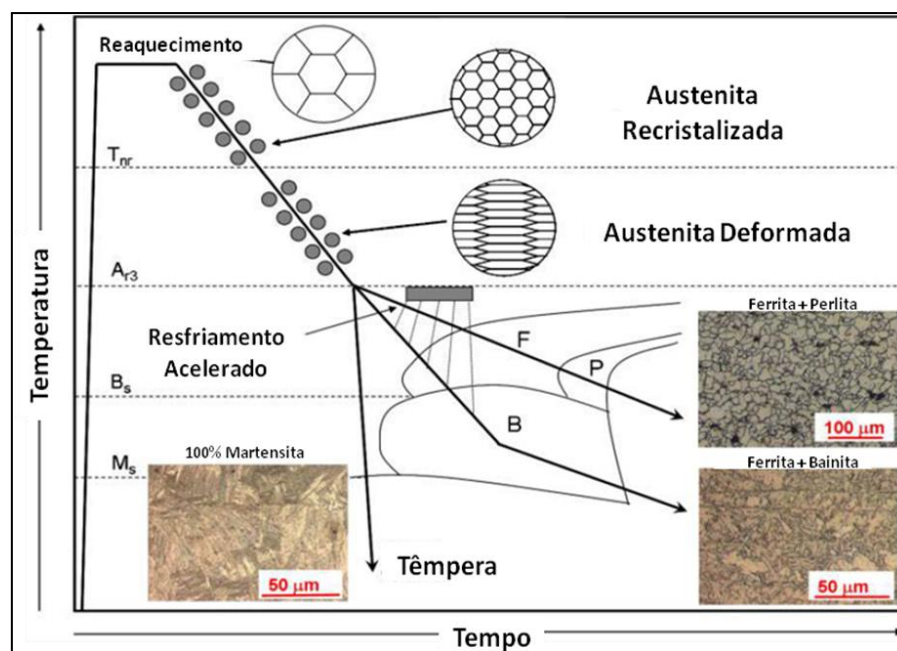 Reaquecimento
Austenita
Recristalizada
Tnr
Austenita Deformada
Ar3
Temperatura
Resfriamento
Acelerado
F
P
Ferrita + Perlita
100 µm
Bs
B
100% Martensita
Ms
Ferrita + Bainita
50 µm
Têmpera
50 µm
Tempo